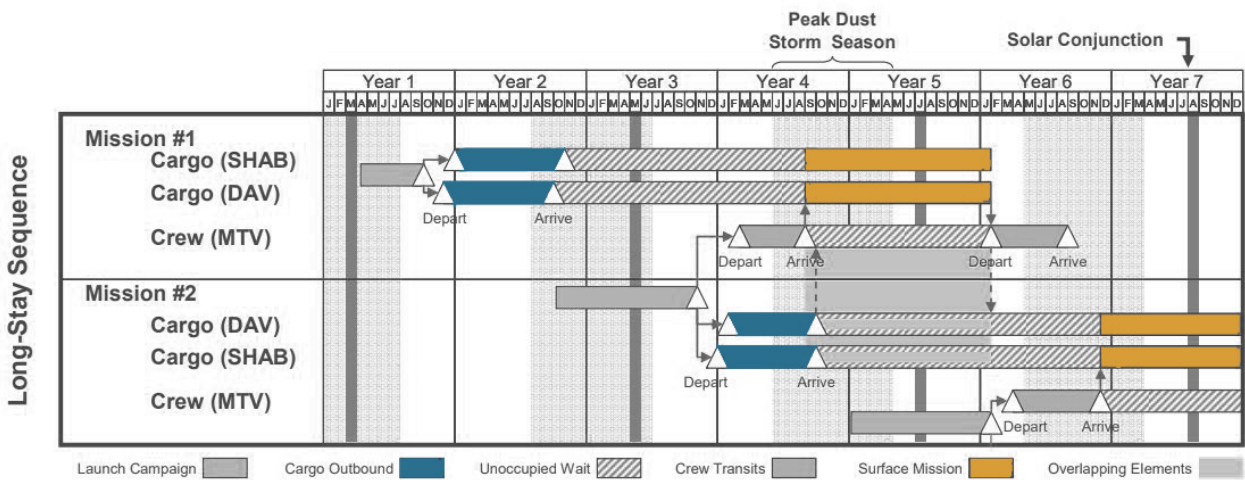 Peak Dust
Storm Season
Solar Conjunction
Year 1 Year 2 Year 3 Year 4 Year 5 Year 6 Year 7
J F M A M J J A S O N D J F M A M J J A S O N D J F M A M J J A S O N D J F M A M J J A S O N D J F M A M J J A S O N D J F M A M J J A S O N D J F M A M J J A S O N D
Long-Stay Sequence
Mission #1
Cargo (SHAB)
Cargo (DAV)
Depart Arrive
Crew (MTV)
Depart Arrive Depart Arrive
Mission #2
Cargo (DAV)
Cargo (SHAB)
Depart Arrive
Crew (MTV)
Depart Arrive
Launch Campaign Cargo Outbound Unoccupied Wait Crew Transits Surface Mission Overlapping Elements